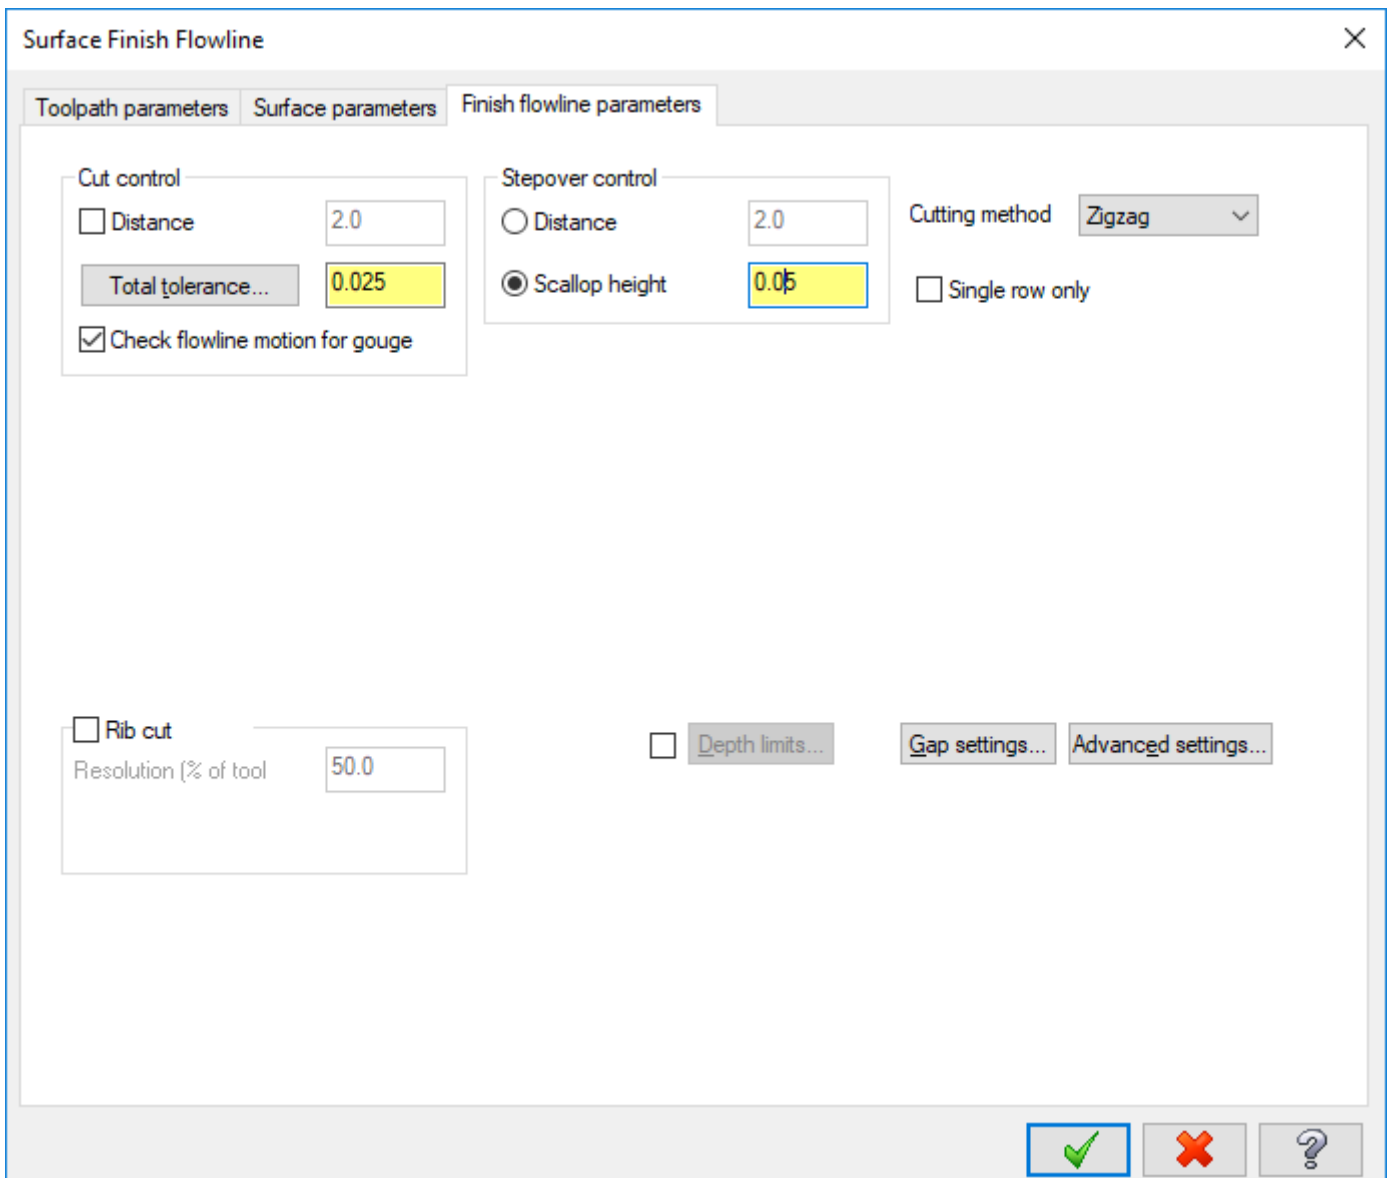 Surface Finish Flowline
Toolpath parameters Surface parameters Finish flowline parameters
Cut control
Distance 2.0
Total tolerance... 0.025
Check flowline motion for gouge
Stepover control
Distance 2.0
Scallop height 0.05
Cutting method Zigzag
Single row only
Rib cut
Resolution (% of tool 50.0
Depth limits...
Gap settings... Advanced settings...